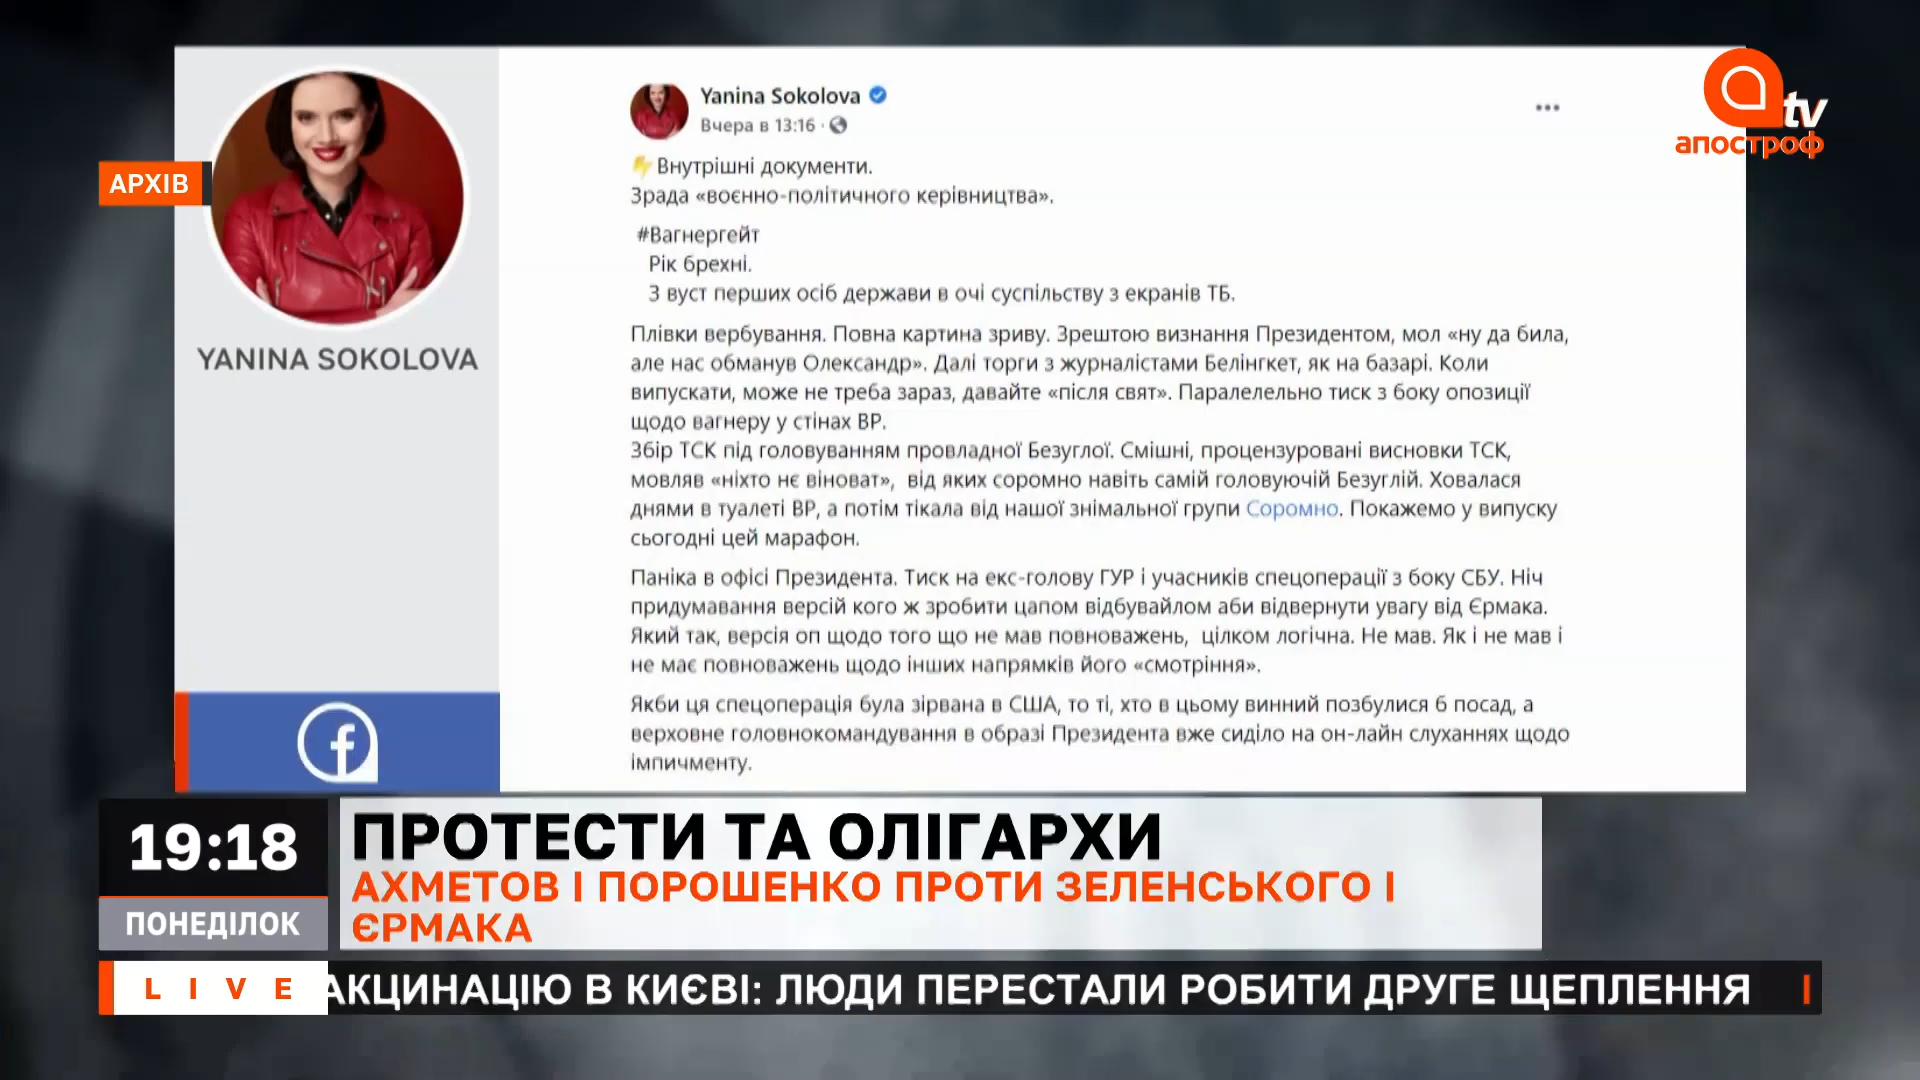 Yanina Sokolova
Вчера в 13:16 ·
Внутрішні документи.
Зрада «воєнно-політичного керівництва».
#Вагнергейт
Рік брехні.
З вуст перших осіб держави в очі суспільству з екранів ТБ.
Плівки вербування. Повна картина зриву. Зрештою визнання Президентом, мол «ну да била,
але нас обманув Олександр». Далі торги з журналістами Белінгкет, як на базарі. Коли
випускати, може не треба зараз, давайте «після свят». Паралелельно тиск з боку опозиції
щодо вагнеру у стінах ВР.
Збір ТСК під головуванням провладної Безуглої. Смішні, процензуровані висновки ТСК,
мовляв «ніхто нє віноват», від яких соромно навіть самій головуючій Безуглій. Ховалася
днями в туалеті ВР, а потім тікала від нашої знімальної групи Соромно. Покажемо у випуску
сьогодні цей марафон.
Паніка в офісі Президента. Тиск на екс-голову ГУР і учасників спецоперації з боку СБУ. Ніч
придумавання версій кого ж зробити цапом відбувайлом аби відвернути увагу від Єрмака.
Який так, версія оп щодо того що не мав повноважень, цілком логічна. Не мав. Як і не мав і
не має повноважень щодо інших напрямків його «смотріння».
Якби ця спецоперація була зірвана в США, то ті, хто в цьому винний позбулися б посад, а
верховне головнокомандування в образі Президента вже сиділо на он-лайн слуханнях щодо
імпичменту.
АРХІВ
YANINA SOKOLOVA
tv
апостроф
19:18
ПОНЕДІЛОК
ПРОТЕСТИ ТА ОЛІГАРХИ
АХМЕТОВ І ПОРОШЕНКО ПРОТИ ЗЕЛЕНСЬКОГО І
ЄРМАКА
LIVE
АКЦИНАЦІЮ В КИЄВІ: ЛЮДИ ПЕРЕСТАЛИ РОБИТИ ДРУГЕ ЩЕПЛЕННЯ